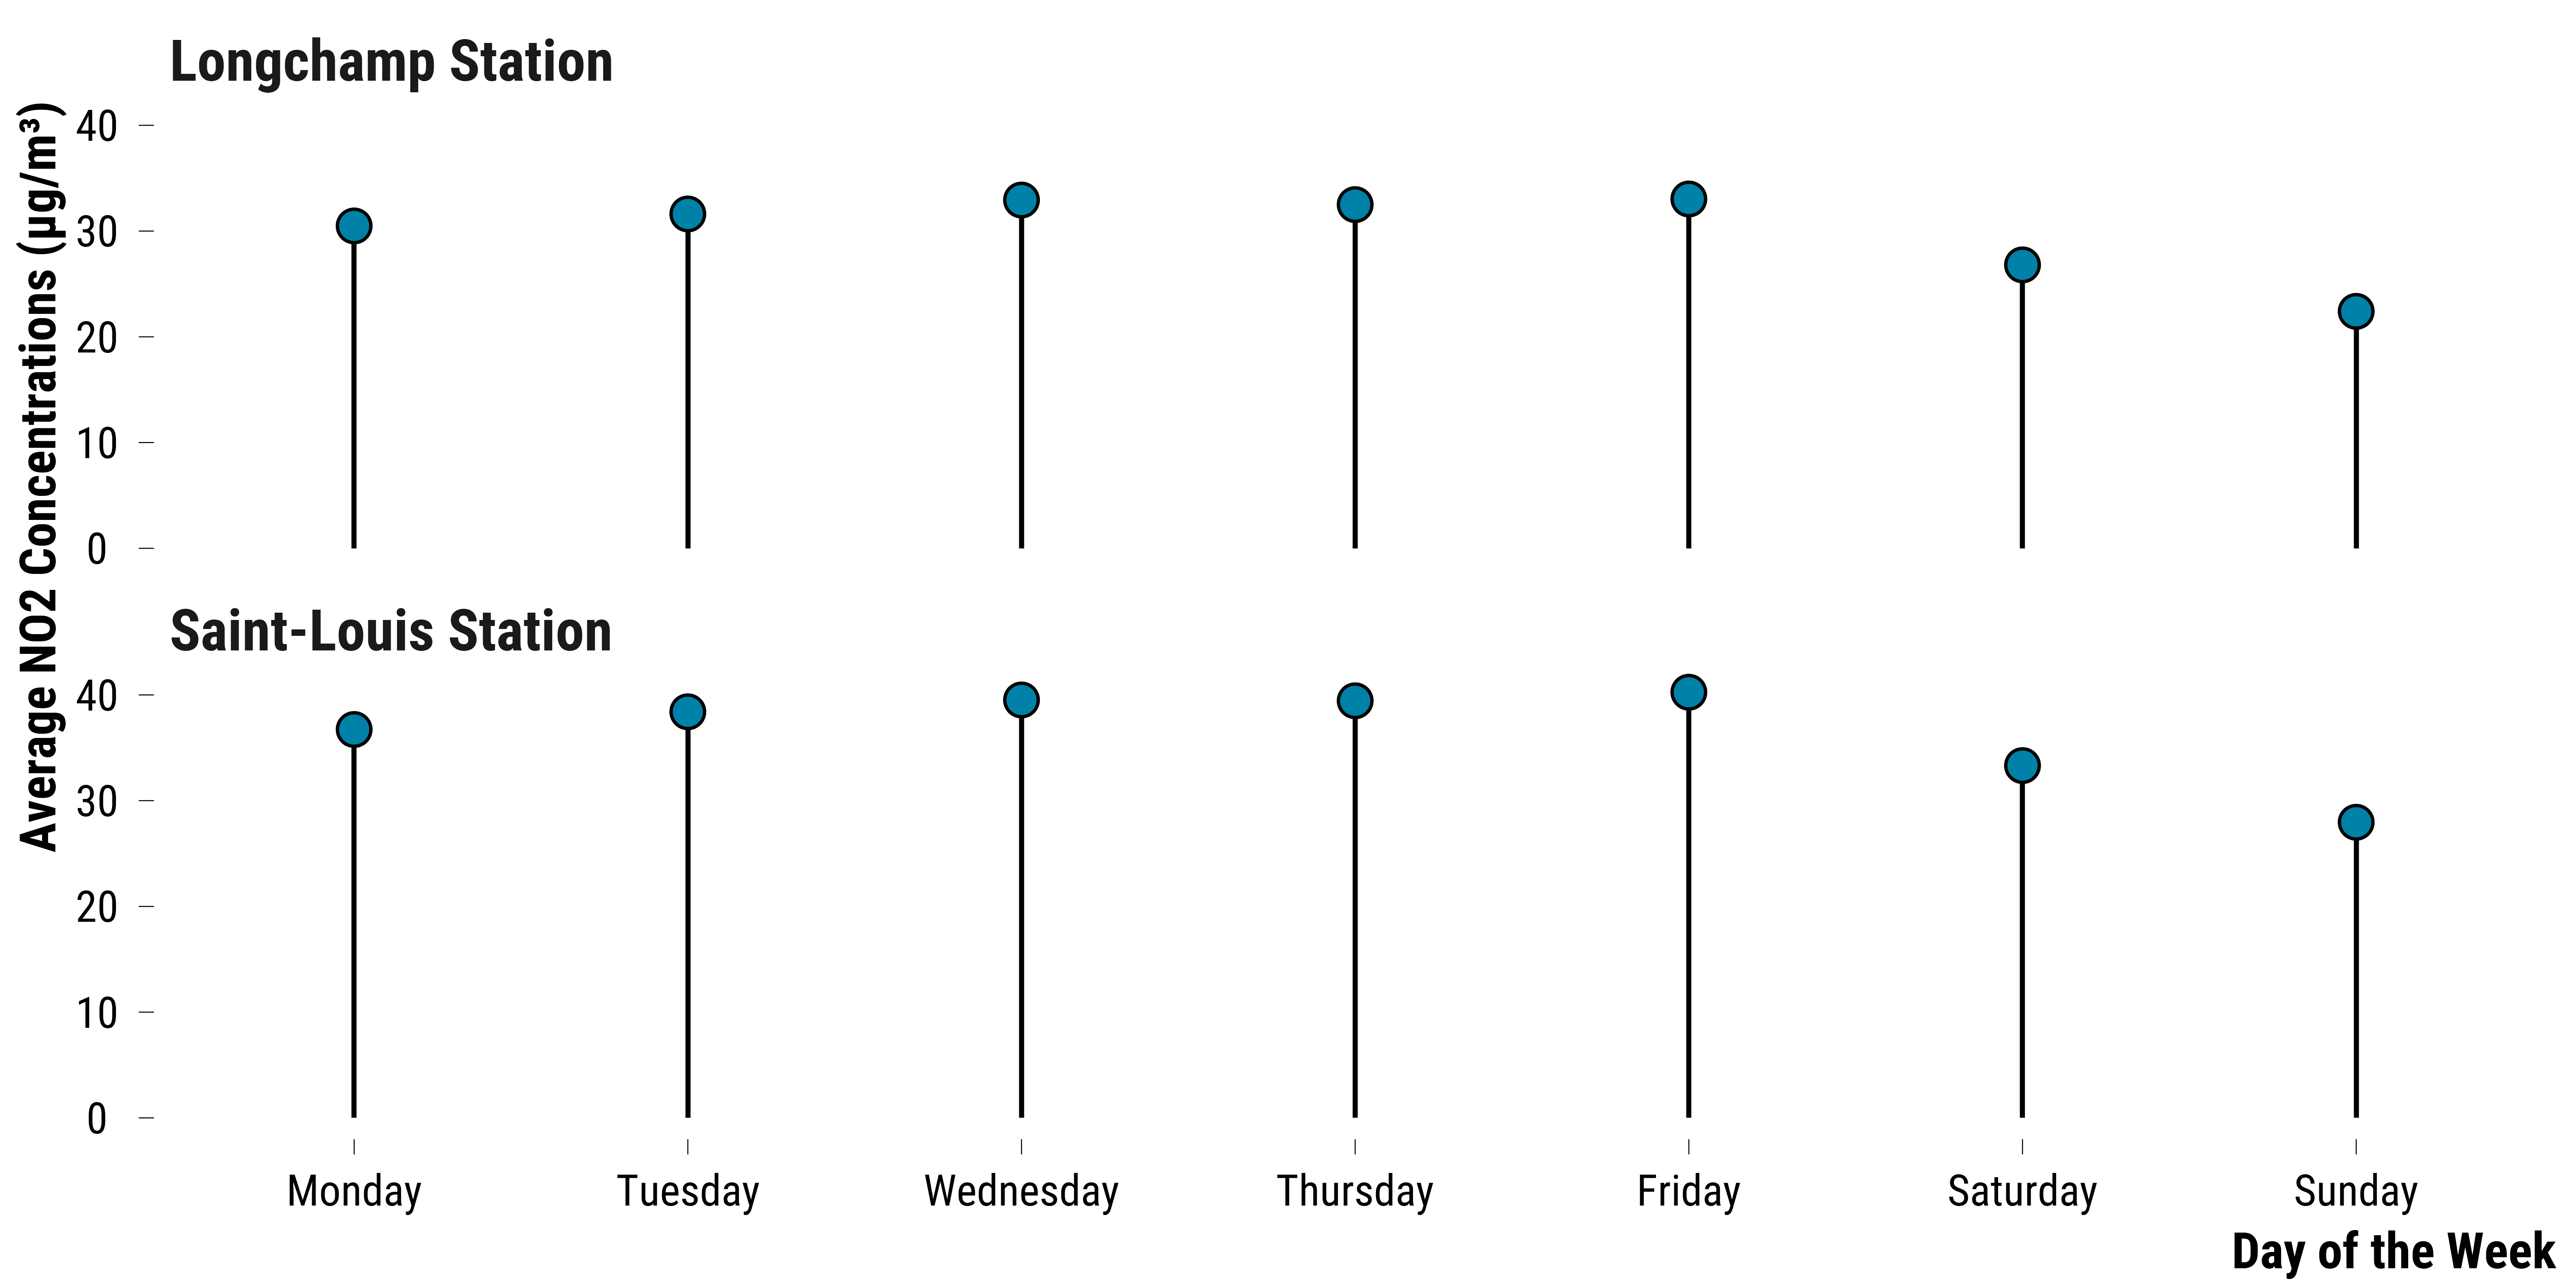 Longchamp Station
Average NO2 Concentrations (µg/m³)
40
30
20
10
0
Saint-Louis Station
40
30
20
10
0
Monday Tuesday Wednesday Thursday Friday Saturday Sunday
Day of the Week